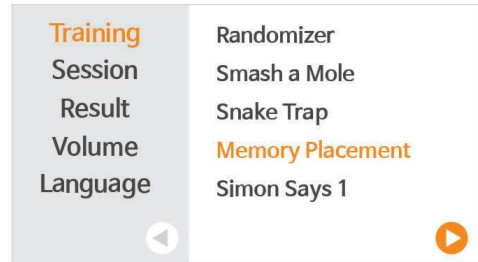 Training
Session
Result
Volume
Language
Randomizer
Smash a Mole
Snake Trap
Memory Placement
Simon Says 1